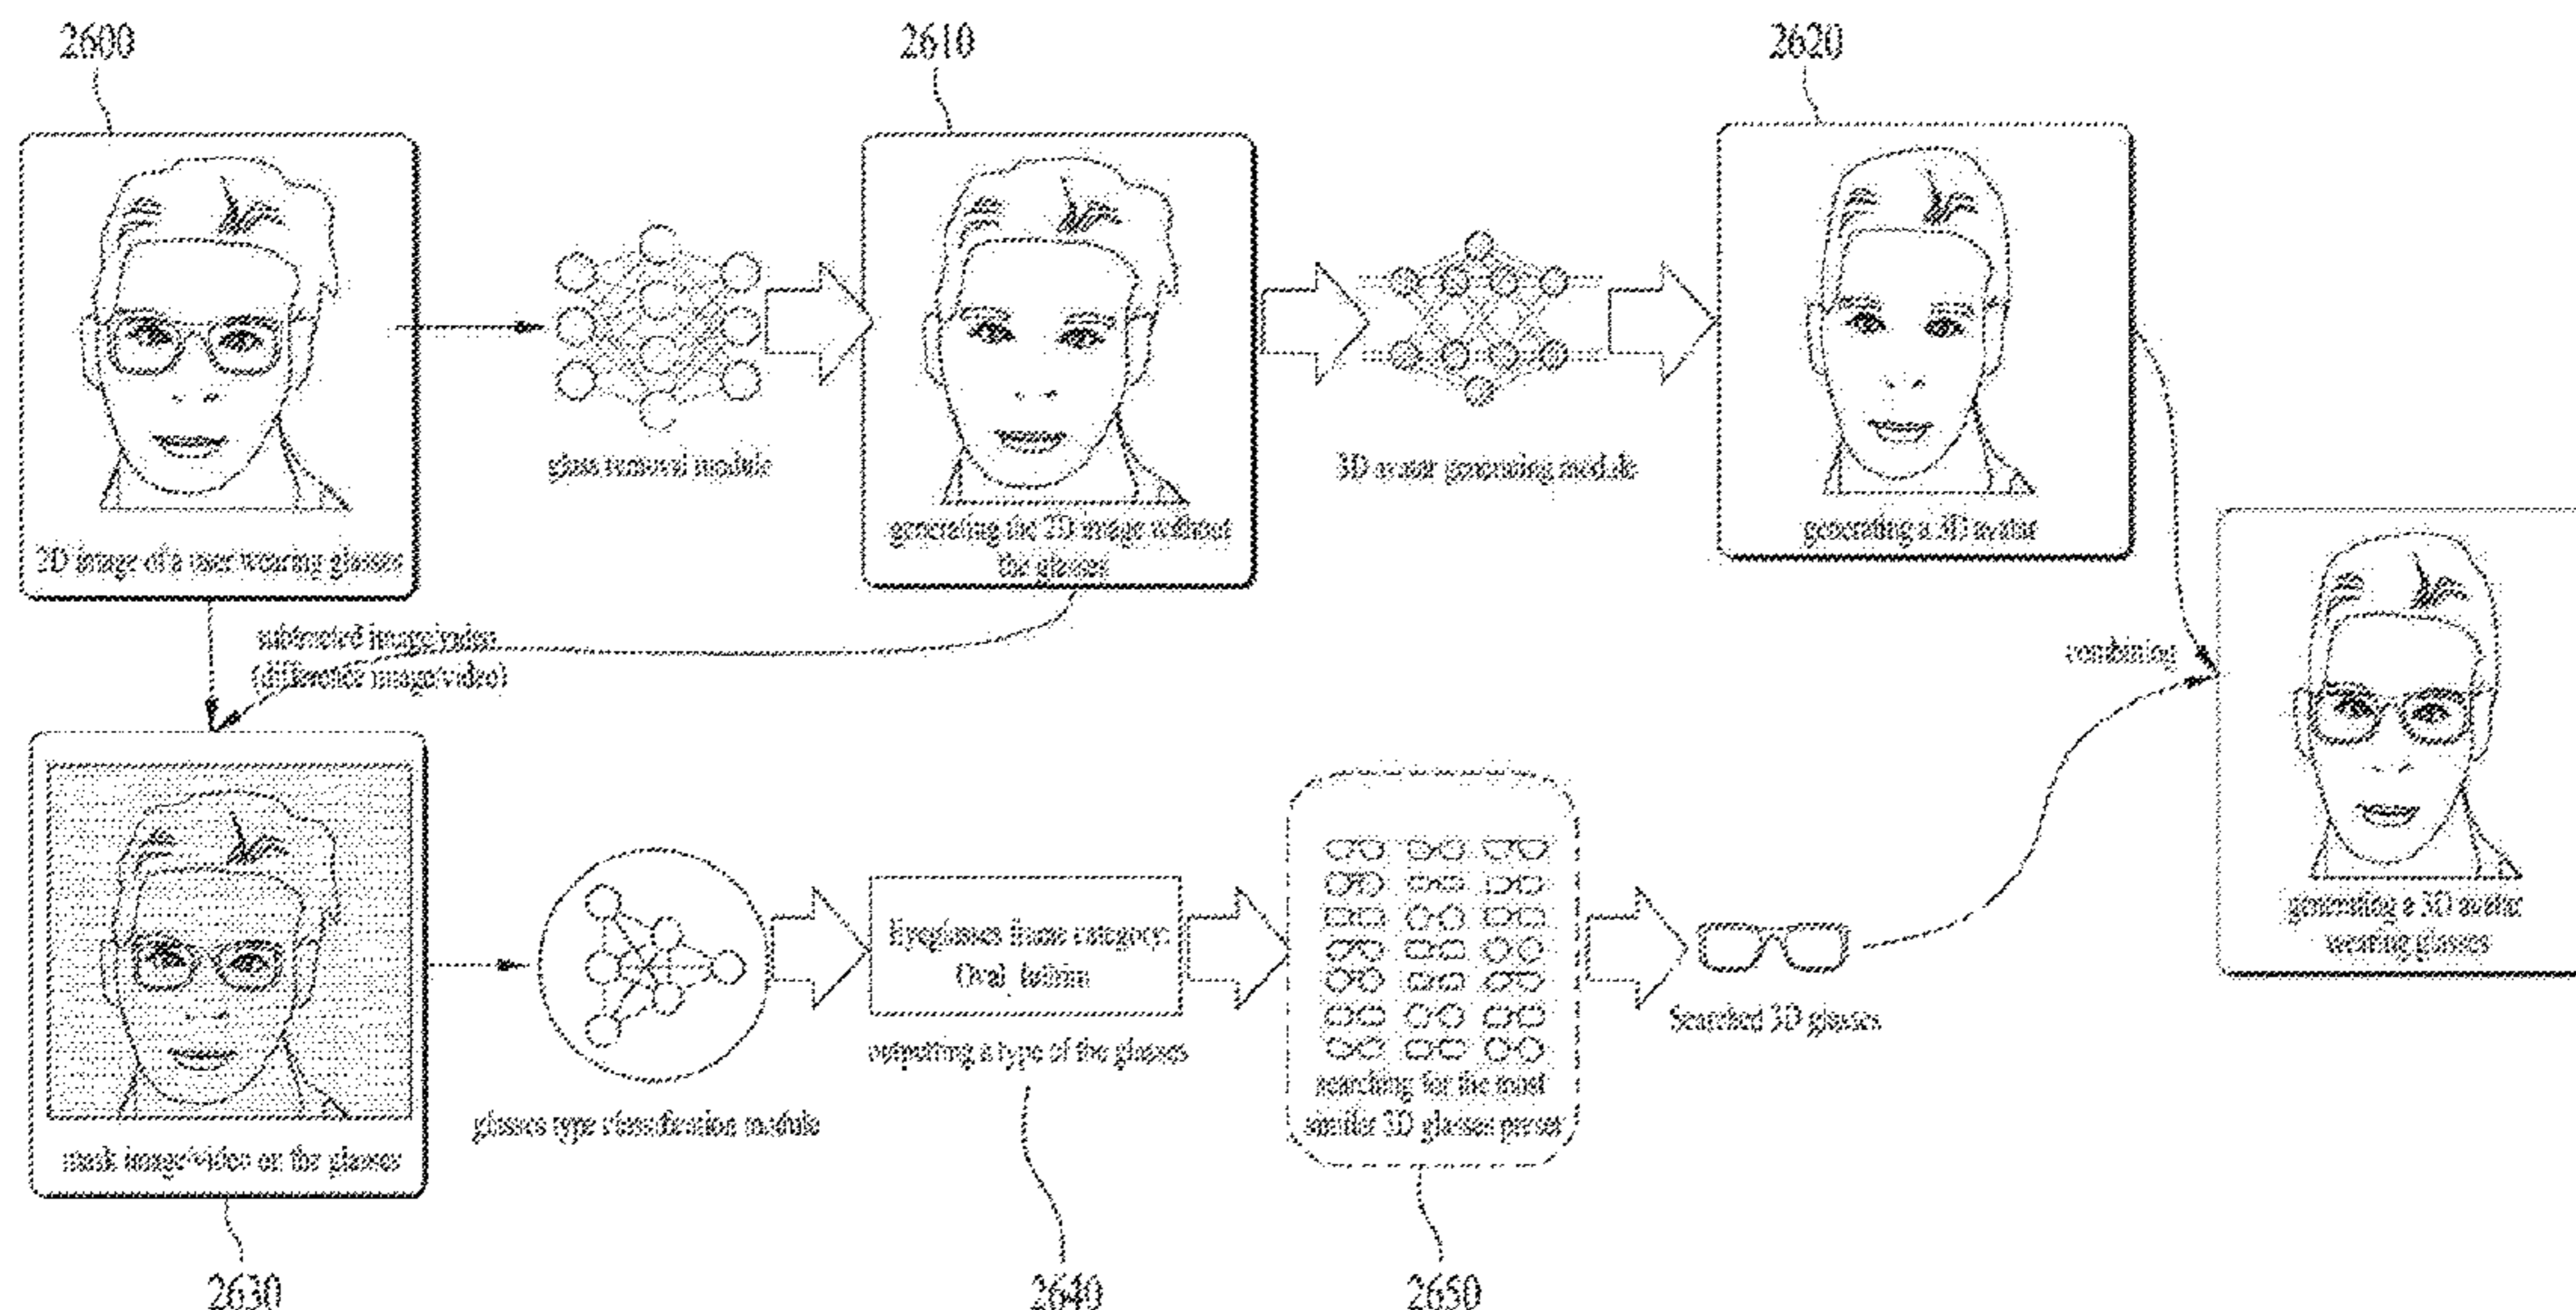 2600
2610
2620
glass removal module
3D avatar generating module
2D image of a user wearing glasses
generating the 2D image without
the glasses
generating a 3D avatar
subtracted image/video
(difference image/video)
combining
generating a 3D avatar
wearing glasses
Eyeglasses frame category:
Oval
outputting a type of the glasses
searching for the most
similar 3D glasses preset
Searched 3D glasses
glasses type classification module
mask image/video on the glasses
2630
2640
2650